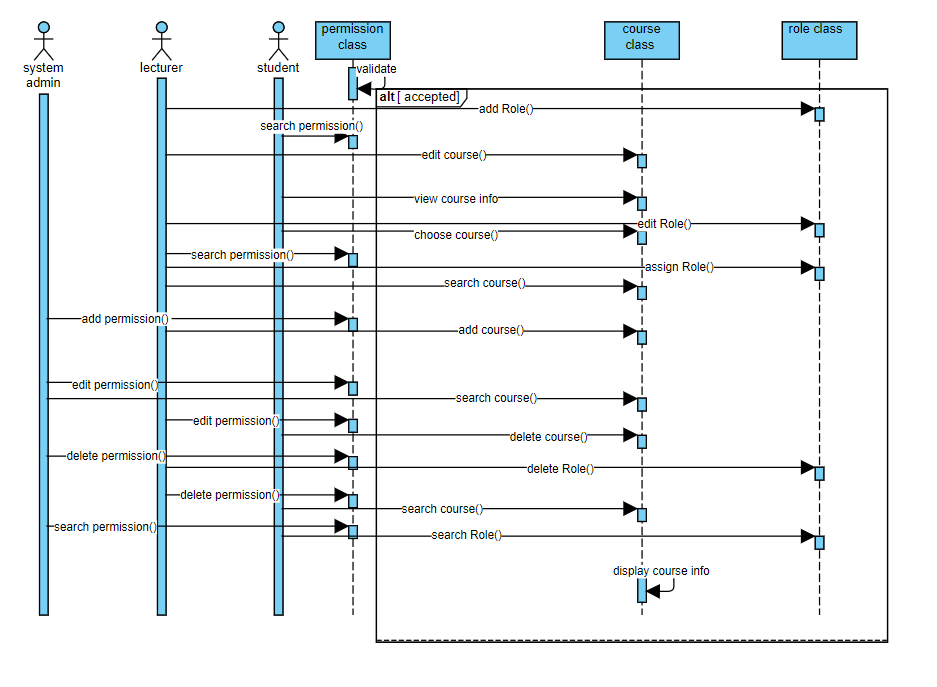 permission
class
course
class
role class
system
admin
lecturer
student
validate
alt [ accepted]
add Role()
search permission()
edit course()
view course info
edit Role()
choose course()
search permission()
assign Role()
search course()
add permission()
add course()
edit permission()
search course()
edit permission()
delete course()
delete permission()
delete Role()
delete permission()
search course()
search permission()
search Role()
display course info